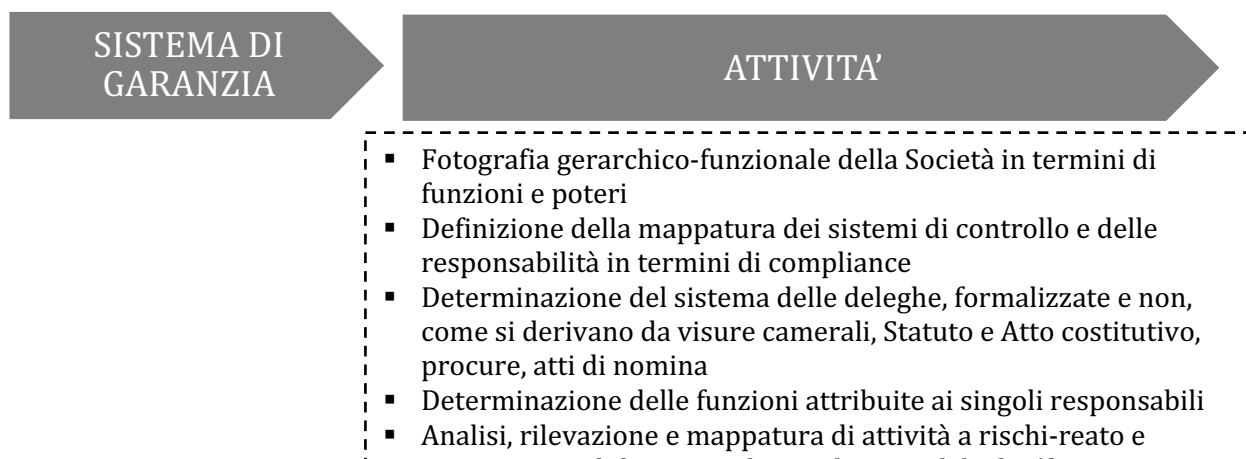 SISTEMA DI
GARANZIA
ATTIVITA’
▪ Fotografia gerarchico-funzionale della Società in termini di
funzioni e poteri
▪ Definizione della mappatura dei sistemi di controllo e delle
responsabilità in termini di compliance
▪ Determinazione del sistema delle deleghe, formalizzate e non,
come si derivano da visure camerali, Statuto e Atto costitutivo,
procure, atti di nomina
▪ Determinazione delle funzioni attribuite ai singoli responsabili
▪ Analisi, rilevazione e mappatura di attività a rischi-reato e